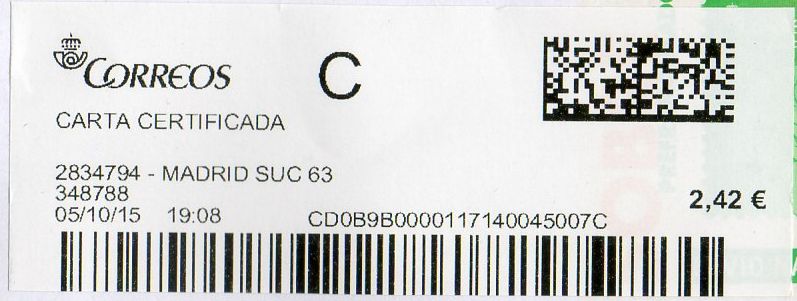 CORREOS
C
CARTA CERTIFICADA
2834794 - MADRID SUC 63
348788
2,42 €
05/10/15 19:08 CD0B9B0000117140045007C